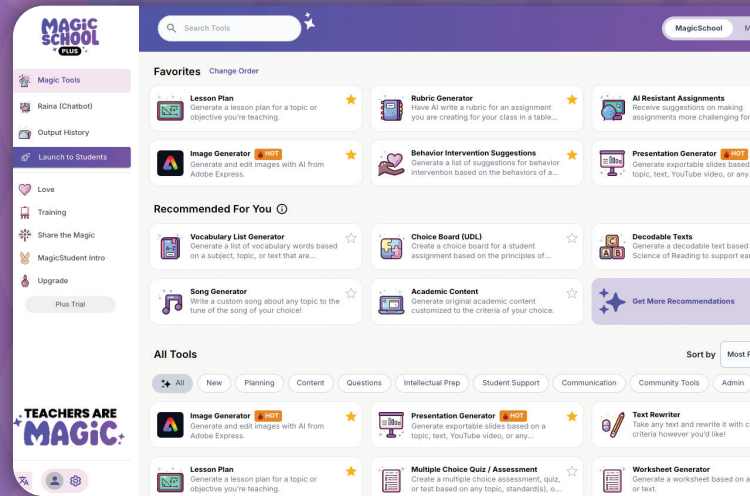 MAGIC
SCHOOL
PLUS
Magic Tools
Raina (Chatbot)
Output History
Launch to Students
Love
Training
Share the Magic
MagicStudent Intro
Upgrade
Plus Trial
TEACHERS ARE
MAGIC
Search Tools
MagicSchool
M
Favorites Change Order
Lesson Plan
Generate a lesson plan for a topic or
objective you're teaching.
Rubric Generator
Have AI write a rubric for an assignment
you are creating for your class in a table...
AI Resistant Assignments
Receive suggestions on making
assignments more challenging for
Image Generator HOT
Generate and edit images with AI from
Adobe Express.
Behavior Intervention Suggestions
Generate a list of suggestions for behavior
intervention based on the behaviors of a...
Presentation Generator HOT
Generate exportable slides based
topic, text, YouTube video, or any
Recommended For You
Vocabulary List Generator
Generate a list of vocabulary words based
on a subject, topic, or text that are...
Choice Board (UDL)
Create a choice board for a student
assignment based on the principles of...
Decodable Texts
Generate a decodable text based
Science of Reading to support ear
Song Generator
Write a custom song about any topic to the
tune of the song of your choice!
Academic Content
Generate original academic content
customized to the criteria of your choice.
Get More Recommendations
All Tools
Sort by Most P
All New Planning Content Questions Intellectual Prep Student Support Communication Community Tools Admin
Image Generator HOT
Generate and edit images with AI from
Adobe Express.
Presentation Generator HOT
Generate exportable slides based on a
topic, text, YouTube video, or any...
Text Rewriter
Take any text and rewrite it with c
criteria however you'd like!
Lesson Plan
Generate a lesson plan for a topic or
objective you're teaching.
Multiple Choice Quiz / Assessment
Create a multiple choice assessment, quiz,
or test based on any topic, standard(s), o...
Worksheet Generator
Generate a worksheet based on a
or text.